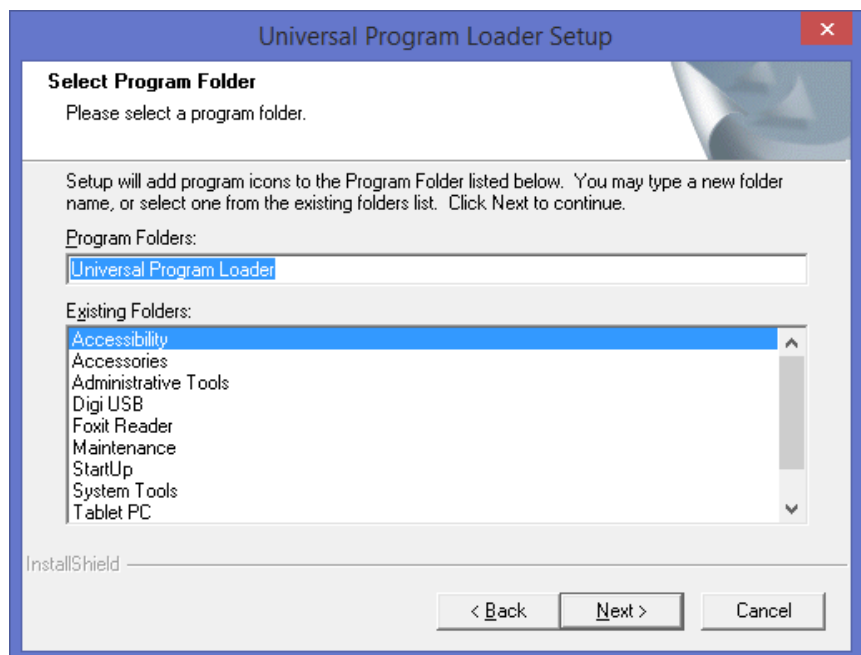 Universal Program Loader Setup
Select Program Folder
Please select a program folder.
Setup will add program icons to the Program Folder listed below.  You may type a new folder
name, or select one from the existing folders list.  Click Next to continue.
Program Folders:
Universal Program Loader
Existing Folders:
Accessibility
Accessories
Administrative Tools
Digi USB
Foxit Reader
Maintenance
StartUp
System Tools
Tablet PC
InstallShield
< Back Next > Cancel